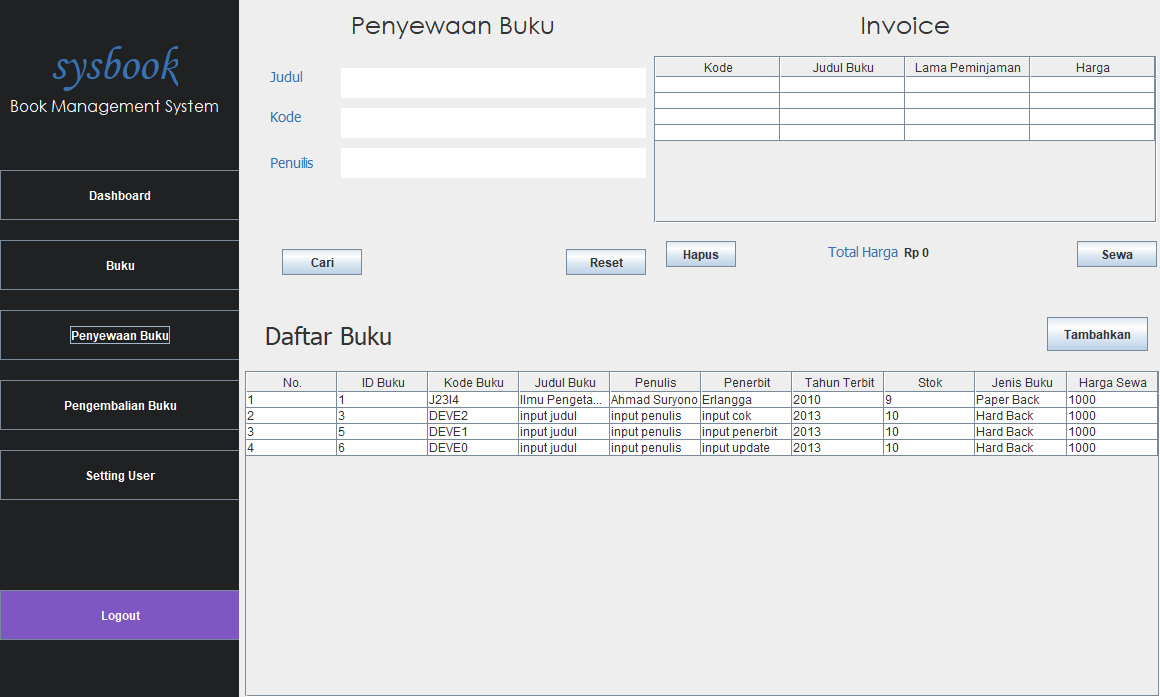 sysbook
Book Management System
Dashboard
Buku
Penyewaan Buku
Pengembalian Buku
Setting User
Logout
Penyewaan Buku
Judul
Kode
Penuilis
Cari
Reset
Invoice
Kode Judul Buku Lama Peminjaman Harga
Hapus
Total Harga Rp 0
Sewa
Daftar Buku
Tambahkan
No. ID Buku Kode Buku Judul Buku Penulis Penerbit Tahun Terbit Stok Jenis Buku Harga Sewa
1 1 J23I4 Ilmu Pengeta... Ahmad Suryono Erlangga 2010 9 Paper Back 1000
2 3 DEVE2 input judul input penulis input cok 2013 10 Hard Back 1000
3 5 DEVE1 input judul input penulis input penerbit 2013 10 Hard Back 1000
4 6 DEVE0 input judul input penulis input update 2013 10 Hard Back 1000